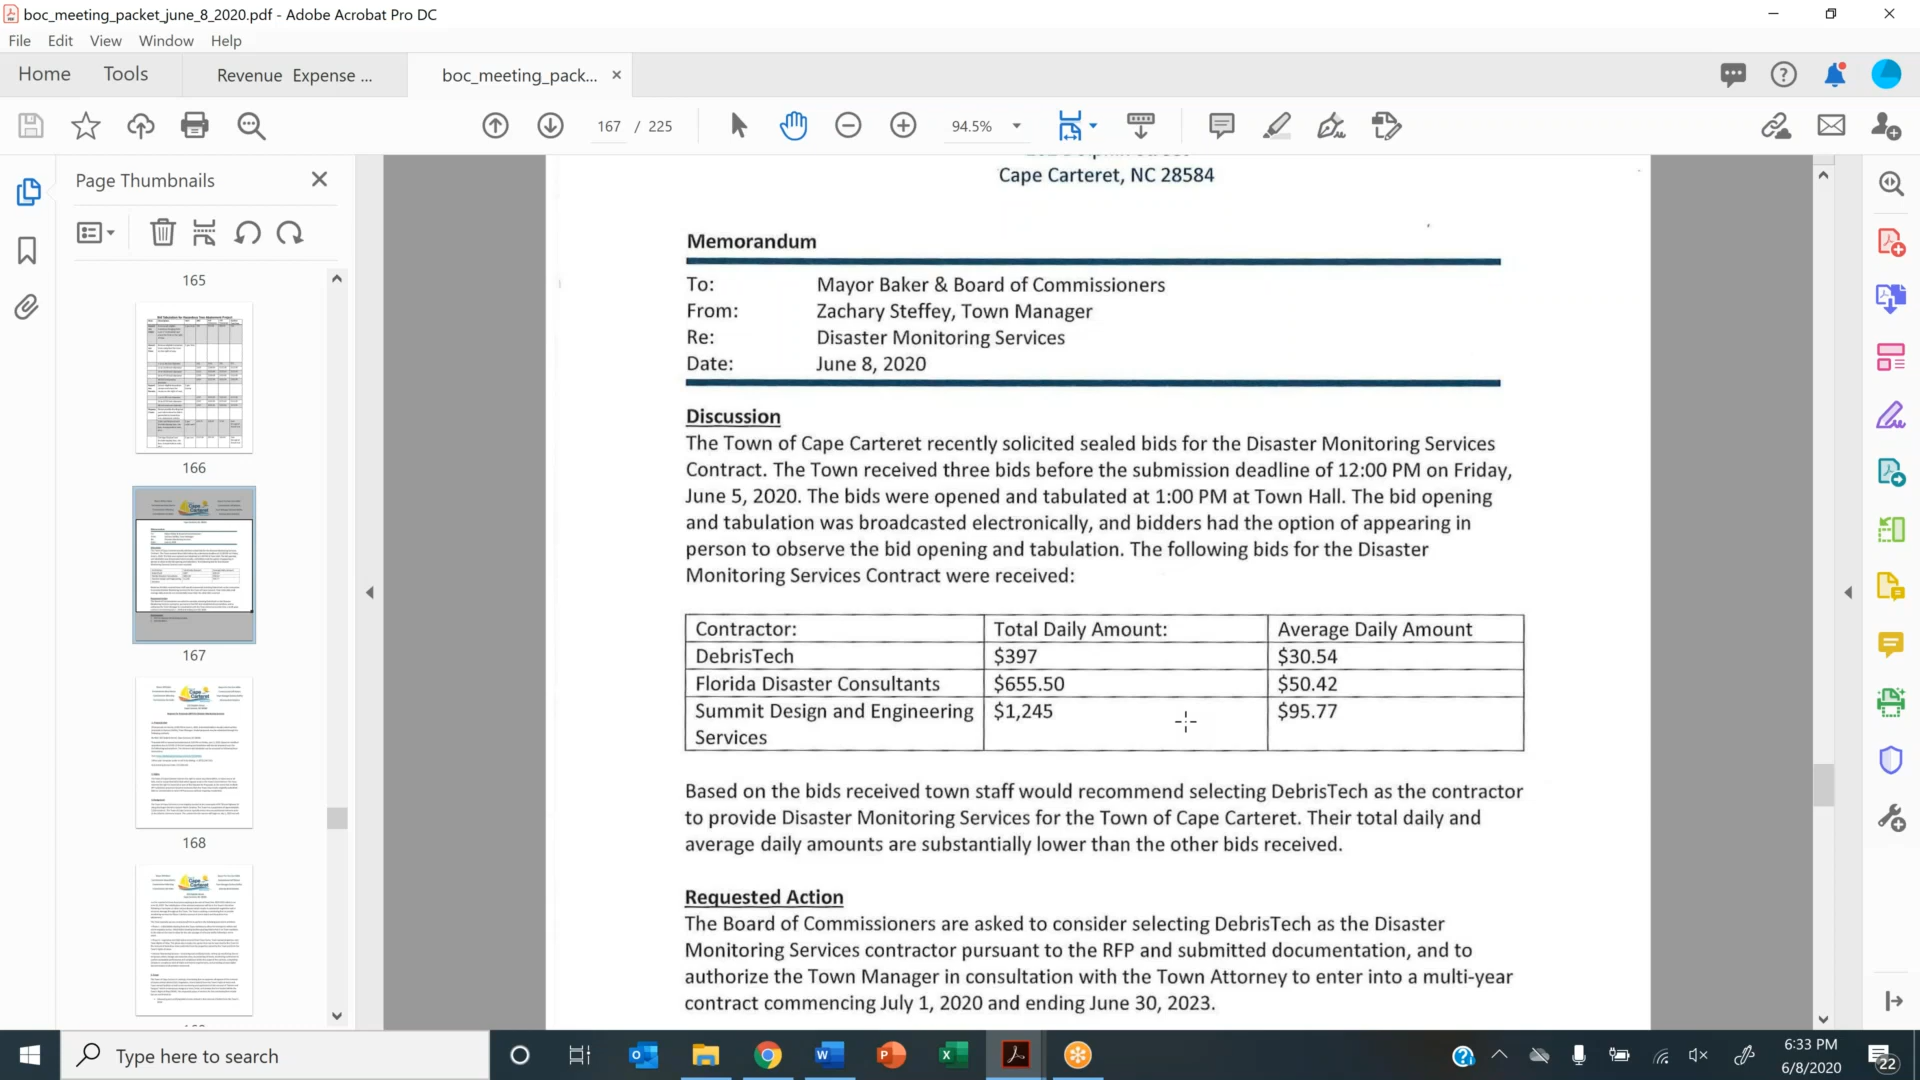 boc_meeting_packet_june_8_2020.pdf - Adobe Acrobat Pro DC
File Edit View Window Help
Home Tools Revenue Expense ... boc_meeting_pack... ×
167 / 225 94.5%
Page Thumbnails
165
166
167
168
Cape Carteret, NC 28584
Memorandum
To: Mayor Baker & Board of Commissioners
From: Zachary Steffey, Town Manager
Re: Disaster Monitoring Services
Date: June 8, 2020
Discussion
The Town of Cape Carteret recently solicited sealed bids for the Disaster Monitoring Services
Contract. The Town received three bids before the submission deadline of 12:00 PM on Friday,
June 5, 2020. The bids were opened and tabulated at 1:00 PM at Town Hall. The bid opening
and tabulation was broadcasted electronically, and bidders had the option of appearing in
person to observe the bid opening and tabulation. The following bids for the Disaster
Monitoring Services Contract were received:
Contractor: Total Daily Amount: Average Daily Amount
DebrisTech $397 $30.54
Florida Disaster Consultants $655.50 $50.42
Summit Design and Engineering $1,245 $95.77
Services
Based on the bids received town staff would recommend selecting DebrisTech as the contractor
to provide Disaster Monitoring Services for the Town of Cape Carteret. Their total daily and
average daily amounts are substantially lower than the other bids received.
Requested Action
The Board of Commissioners are asked to consider selecting DebrisTech as the Disaster
Monitoring Services contractor pursuant to the RFP and submitted documentation, and to
authorize the Town Manager in consultation with the Town Attorney to enter into a multi-year
contract commencing July 1, 2020 and ending June 30, 2023.
Type here to search
6:33 PM
6/8/2020
22